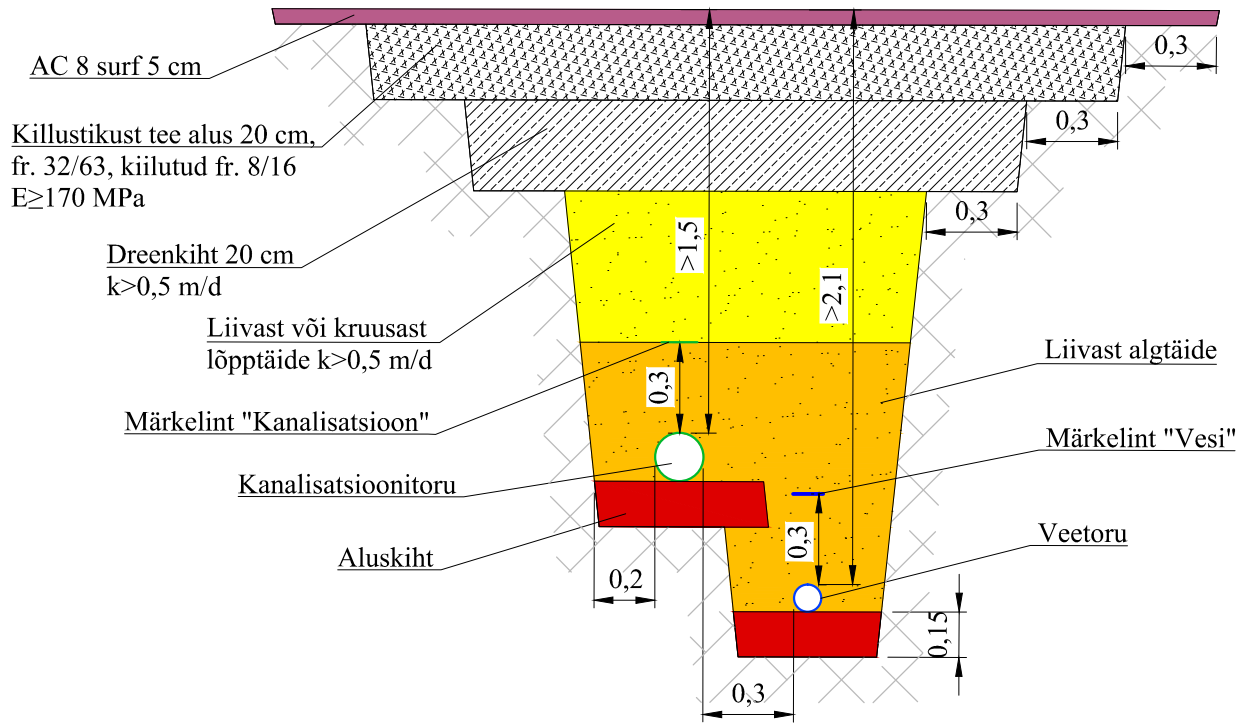 AC 8 surf 5 cm
Killustikust tee alus 20 cm,
fr. 32/63, kiilutud fr. 8/16
E≥170 MPa
Dreenkiht 20 cm
k>0,5 m/d
Liivast või kruusast
lõpptäide k>0,5 m/d
Märkelint "Kanalisatsioon"
Kanalisatsioonitoru
Aluskiht
0,3
0,3
0,3
>1,5
>2,1
0,3
Liivast algtäide
Märkelint "Vesi"
0,3
Veetoru
0,2
0,15
0,3